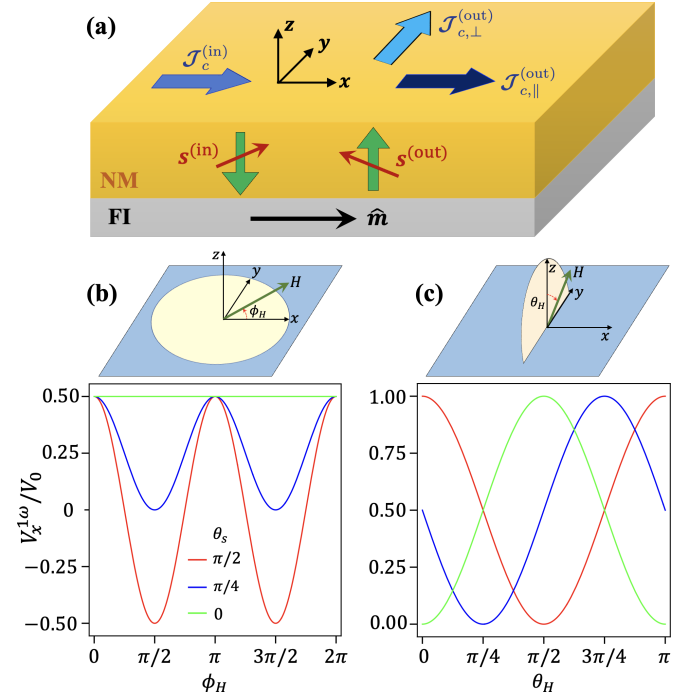 (a)
z
y
x
𝒥_c^(in)
𝒥_{c,⊥}^(out)
𝒥_{c,∥}^(out)
s^(in)
s^(out)
NM
FI
m̂
(b)
z
y
H
ϕ_H
x
(c)
z
H
θ_H
y
x
V_x^{1ω}/V_0
0.50
0.25
0
−0.25
−0.50
θ_s
π/2
π/4
0
0 π/2 π 3π/2 2π
ϕ_H
1.00
0.75
0.50
0.25
0.00
0 π/4 π/2 3π/4 π
θ_H